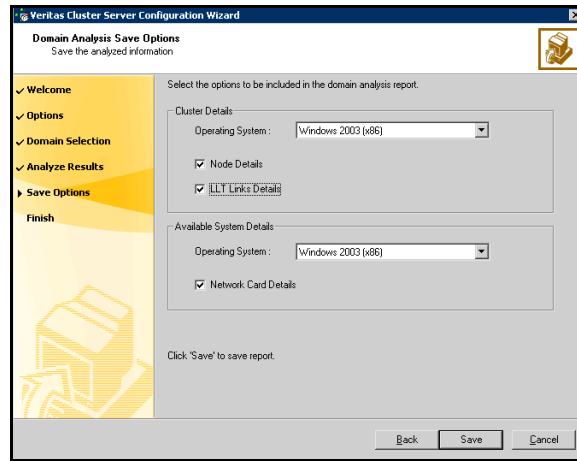 Veritas Cluster Server Configuration Wizard
Domain Analysis Save Options
Save the analyzed information
Welcome
Options
Domain Selection
Analyze Results
Save Options
Finish
Select the options to be included in the domain analysis report.
Cluster Details
Operating System :
Windows 2003 (x86)
Node Details
LLT Links Details
Available System Details
Operating System :
Windows 2003 (x86)
Network Card Details
Click 'Save' to save report.
Back
Save
Cancel